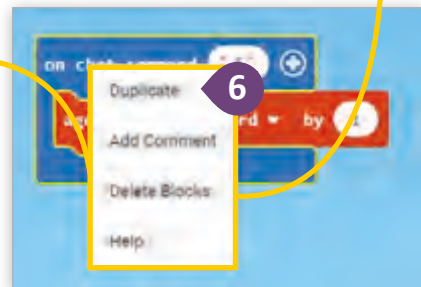 on chat command
Duplicate
6
by
Add Comment
Delete Blocks
Help